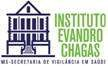 INSTITUTO
EVANDRO
CHAGAS
MS-SECRETARIA DE VIGILÂNCIA EM SAÚDE